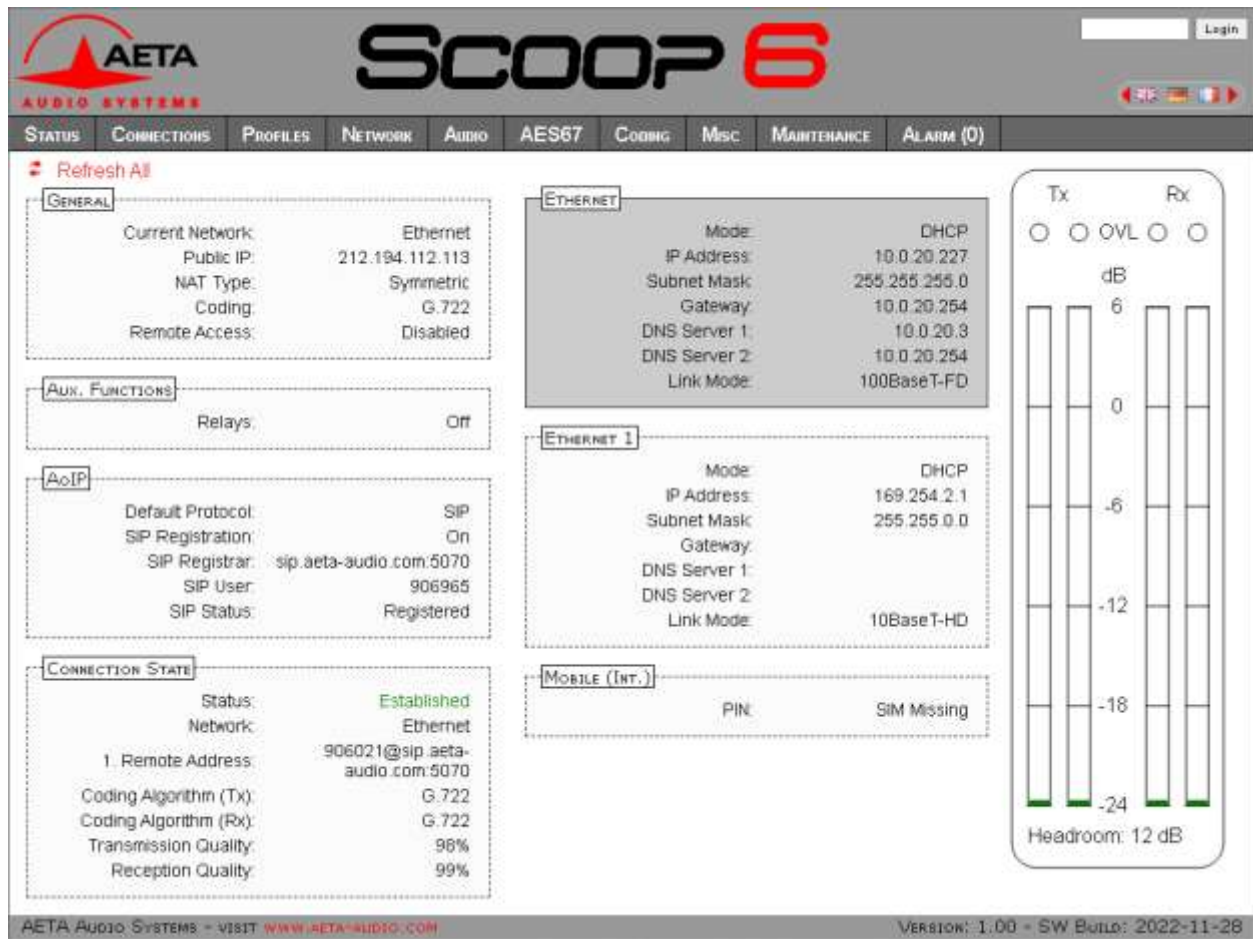 AETA
AUDIO SYSTEMS
SCOOP 6
Login
STATUS CONNECTIONS PROFILES NETWORK AUDIO AES67 CODING MISC MAINTENANCE ALARM (0)
Refresh All
GENERAL
Current Network: Ethernet
Public IP: 212.194.112.113
NAT Type: Symmetric
Coding: G.722
Remote Access: Disabled
AUX. FUNCTIONS
Relays: Off
AOIP
Default Protocol: SIP
SIP Registration: On
SIP Registrar: sip.aeta-audio.com:5070
SIP User: 906965
SIP Status: Registered
CONNECTION STATE
Status: Established
Network: Ethernet
1. Remote Address: 906021@sip.aeta-
audio.com:5070
Coding Algorithm (Tx): G.722
Coding Algorithm (Rx): G.722
Transmission Quality: 98%
Reception Quality: 99%
ETHERNET
Mode: DHCP
IP Address: 10.0.20.227
Subnet Mask: 255.255.255.0
Gateway: 10.0.20.254
DNS Server 1: 10.0.20.3
DNS Server 2: 10.0.20.254
Link Mode: 100BaseT-FD
ETHERNET 1
Mode: DHCP
IP Address: 169.254.2.1
Subnet Mask: 255.255.0.0
Gateway:
DNS Server 1:
DNS Server 2:
Link Mode: 10BaseT-HD
MOBILE (INT.)
PIN: SIM Missing
Tx Rx
OVL
dB
6
0
-6
-12
-18
-24
Headroom: 12 dB
AETA AUDIO SYSTEMS - VISIT WWW.AETA-AUDIO.COM
VERSION: 1.00 - SW BUILD: 2022-11-28